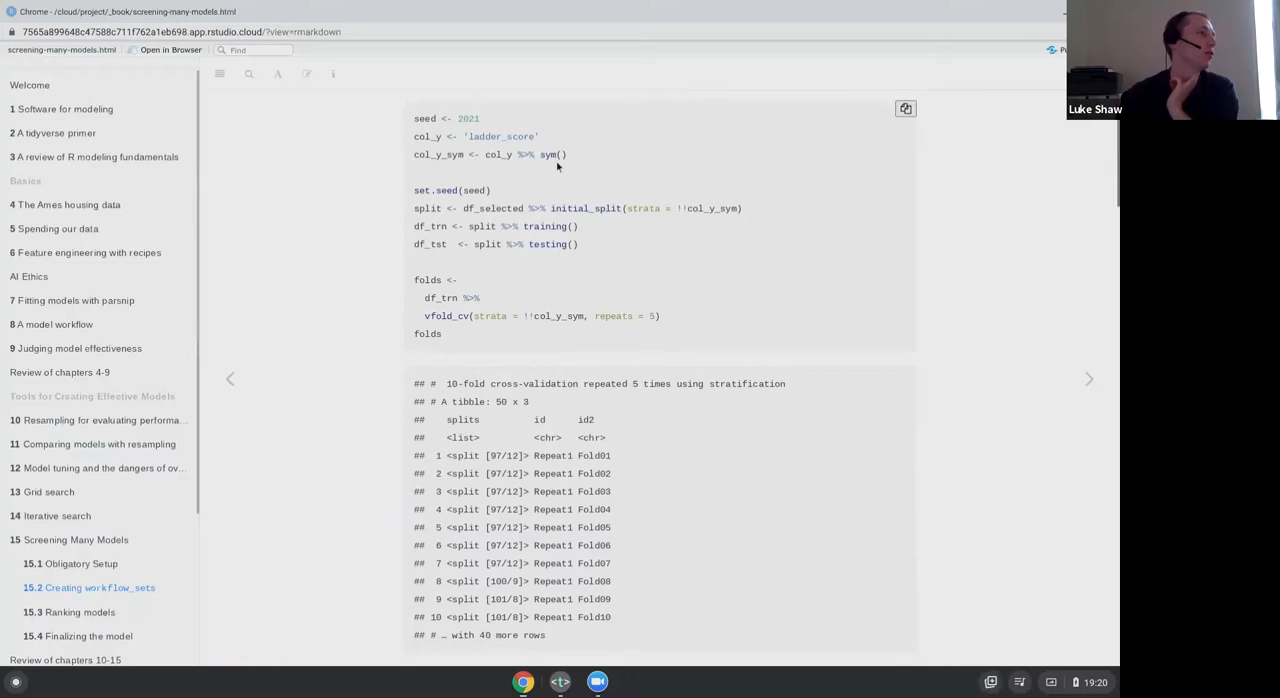 Chrome - /cloud/project/_book/screening-many-models.html
7565a899648c47588c711f762a1eb698.app.rstudio.cloud/?view=rmarkdown
screening-many-models.html Open in Browser Find
Luke Shaw
Welcome
1 Software for modeling
2 A tidyverse primer
3 A review of R modeling fundamentals
Basics
4 The Ames housing data
5 Spending our data
6 Feature engineering with recipes
AI Ethics
7 Fitting models with parsnip
8 A model workflow
9 Judging model effectiveness
Review of chapters 4-9
Tools for Creating Effective Models
10 Resampling for evaluating performa...
11 Comparing models with resampling
12 Model tuning and the dangers of ov...
13 Grid search
14 Iterative search
15 Screening Many Models
15.1 Obligatory Setup
15.2 Creating workflow_sets
15.3 Ranking models
15.4 Finalizing the model
Review of chapters 10-15
seed <- 2021
col_y <- 'ladder_score'
col_y_sym <- col_y %>% sym()
set.seed(seed)
split <- df_selected %>% initial_split(strata = !!col_y_sym)
df_trn <- split %>% training()
df_tst  <- split %>% testing()
folds <-
  df_trn %>%
  vfold_cv(strata = !!col_y_sym, repeats = 5)
folds
## #  10-fold cross-validation repeated 5 times using stratification
## # A tibble: 50 x 3
##    splits          id      id2
##    <list>          <chr>   <chr>
##  1 <split [97/12]> Repeat1 Fold01
##  2 <split [97/12]> Repeat1 Fold02
##  3 <split [97/12]> Repeat1 Fold03
##  4 <split [97/12]> Repeat1 Fold04
##  5 <split [97/12]> Repeat1 Fold05
##  6 <split [97/12]> Repeat1 Fold06
##  7 <split [97/12]> Repeat1 Fold07
##  8 <split [100/9]> Repeat1 Fold08
##  9 <split [101/8]> Repeat1 Fold09
## 10 <split [101/8]> Repeat1 Fold10
## # … with 40 more rows
19:20